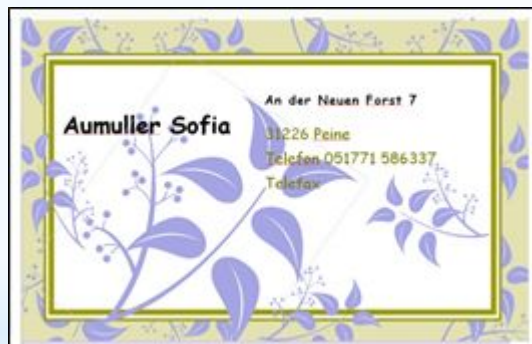 An der Neuen Forst 7
Aumuller Sofia
31226 Peine
Telefon 051771 586337
Telefax